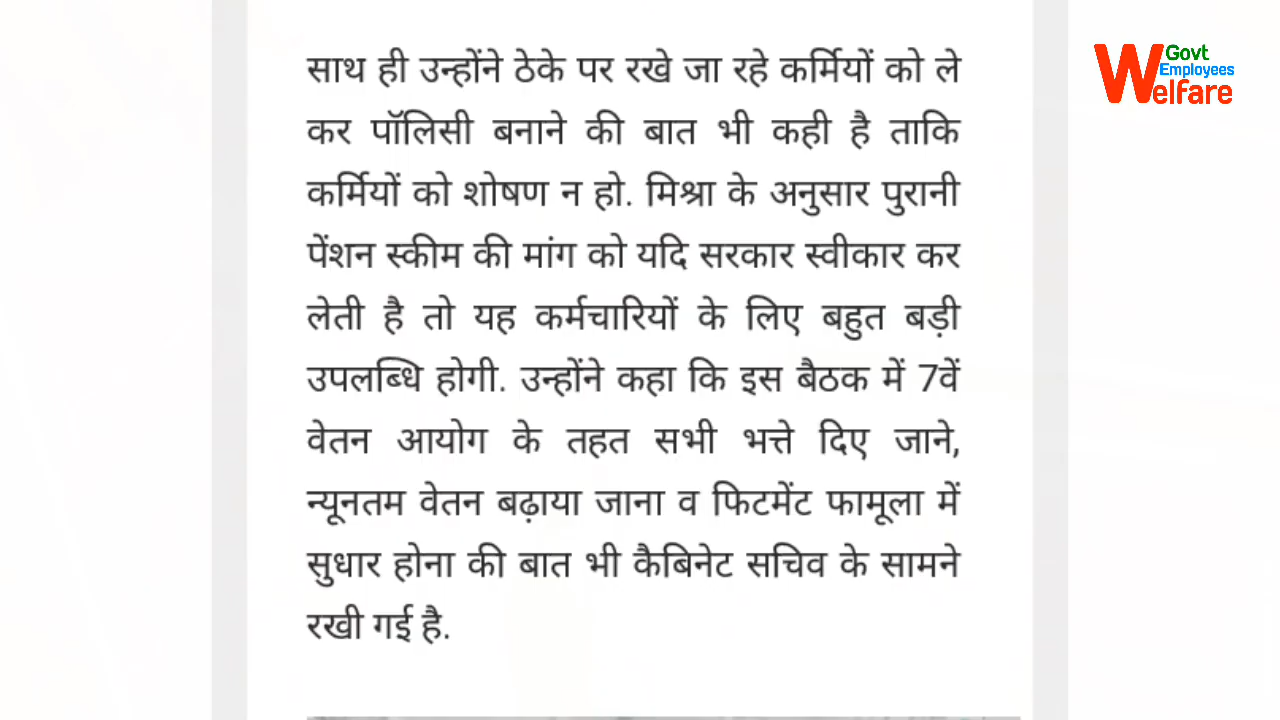 साथ ही उन्होंने ठेके पर रखे जा रहे कर्मियों को ले
कर पॉलिसी बनाने की बात भी कही है ताकि
कर्मियों को शोषण न हो. मिश्रा के अनुसार पुरानी
पेंशन स्कीम की मांग को यदि सरकार स्वीकार कर
लेती है तो यह कर्मचारियों के लिए बहुत बड़ी
उपलब्धि होगी. उन्होंने कहा कि इस बैठक में 7वें
वेतन आयोग के तहत सभी भत्ते दिए जाने,
न्यूनतम वेतन बढ़ाया जाना व फिटमेंट फामूला में
सुधार होना की बात भी कैबिनेट सचिव के सामने
रखी गई है.
Govt
Employees
Welfare